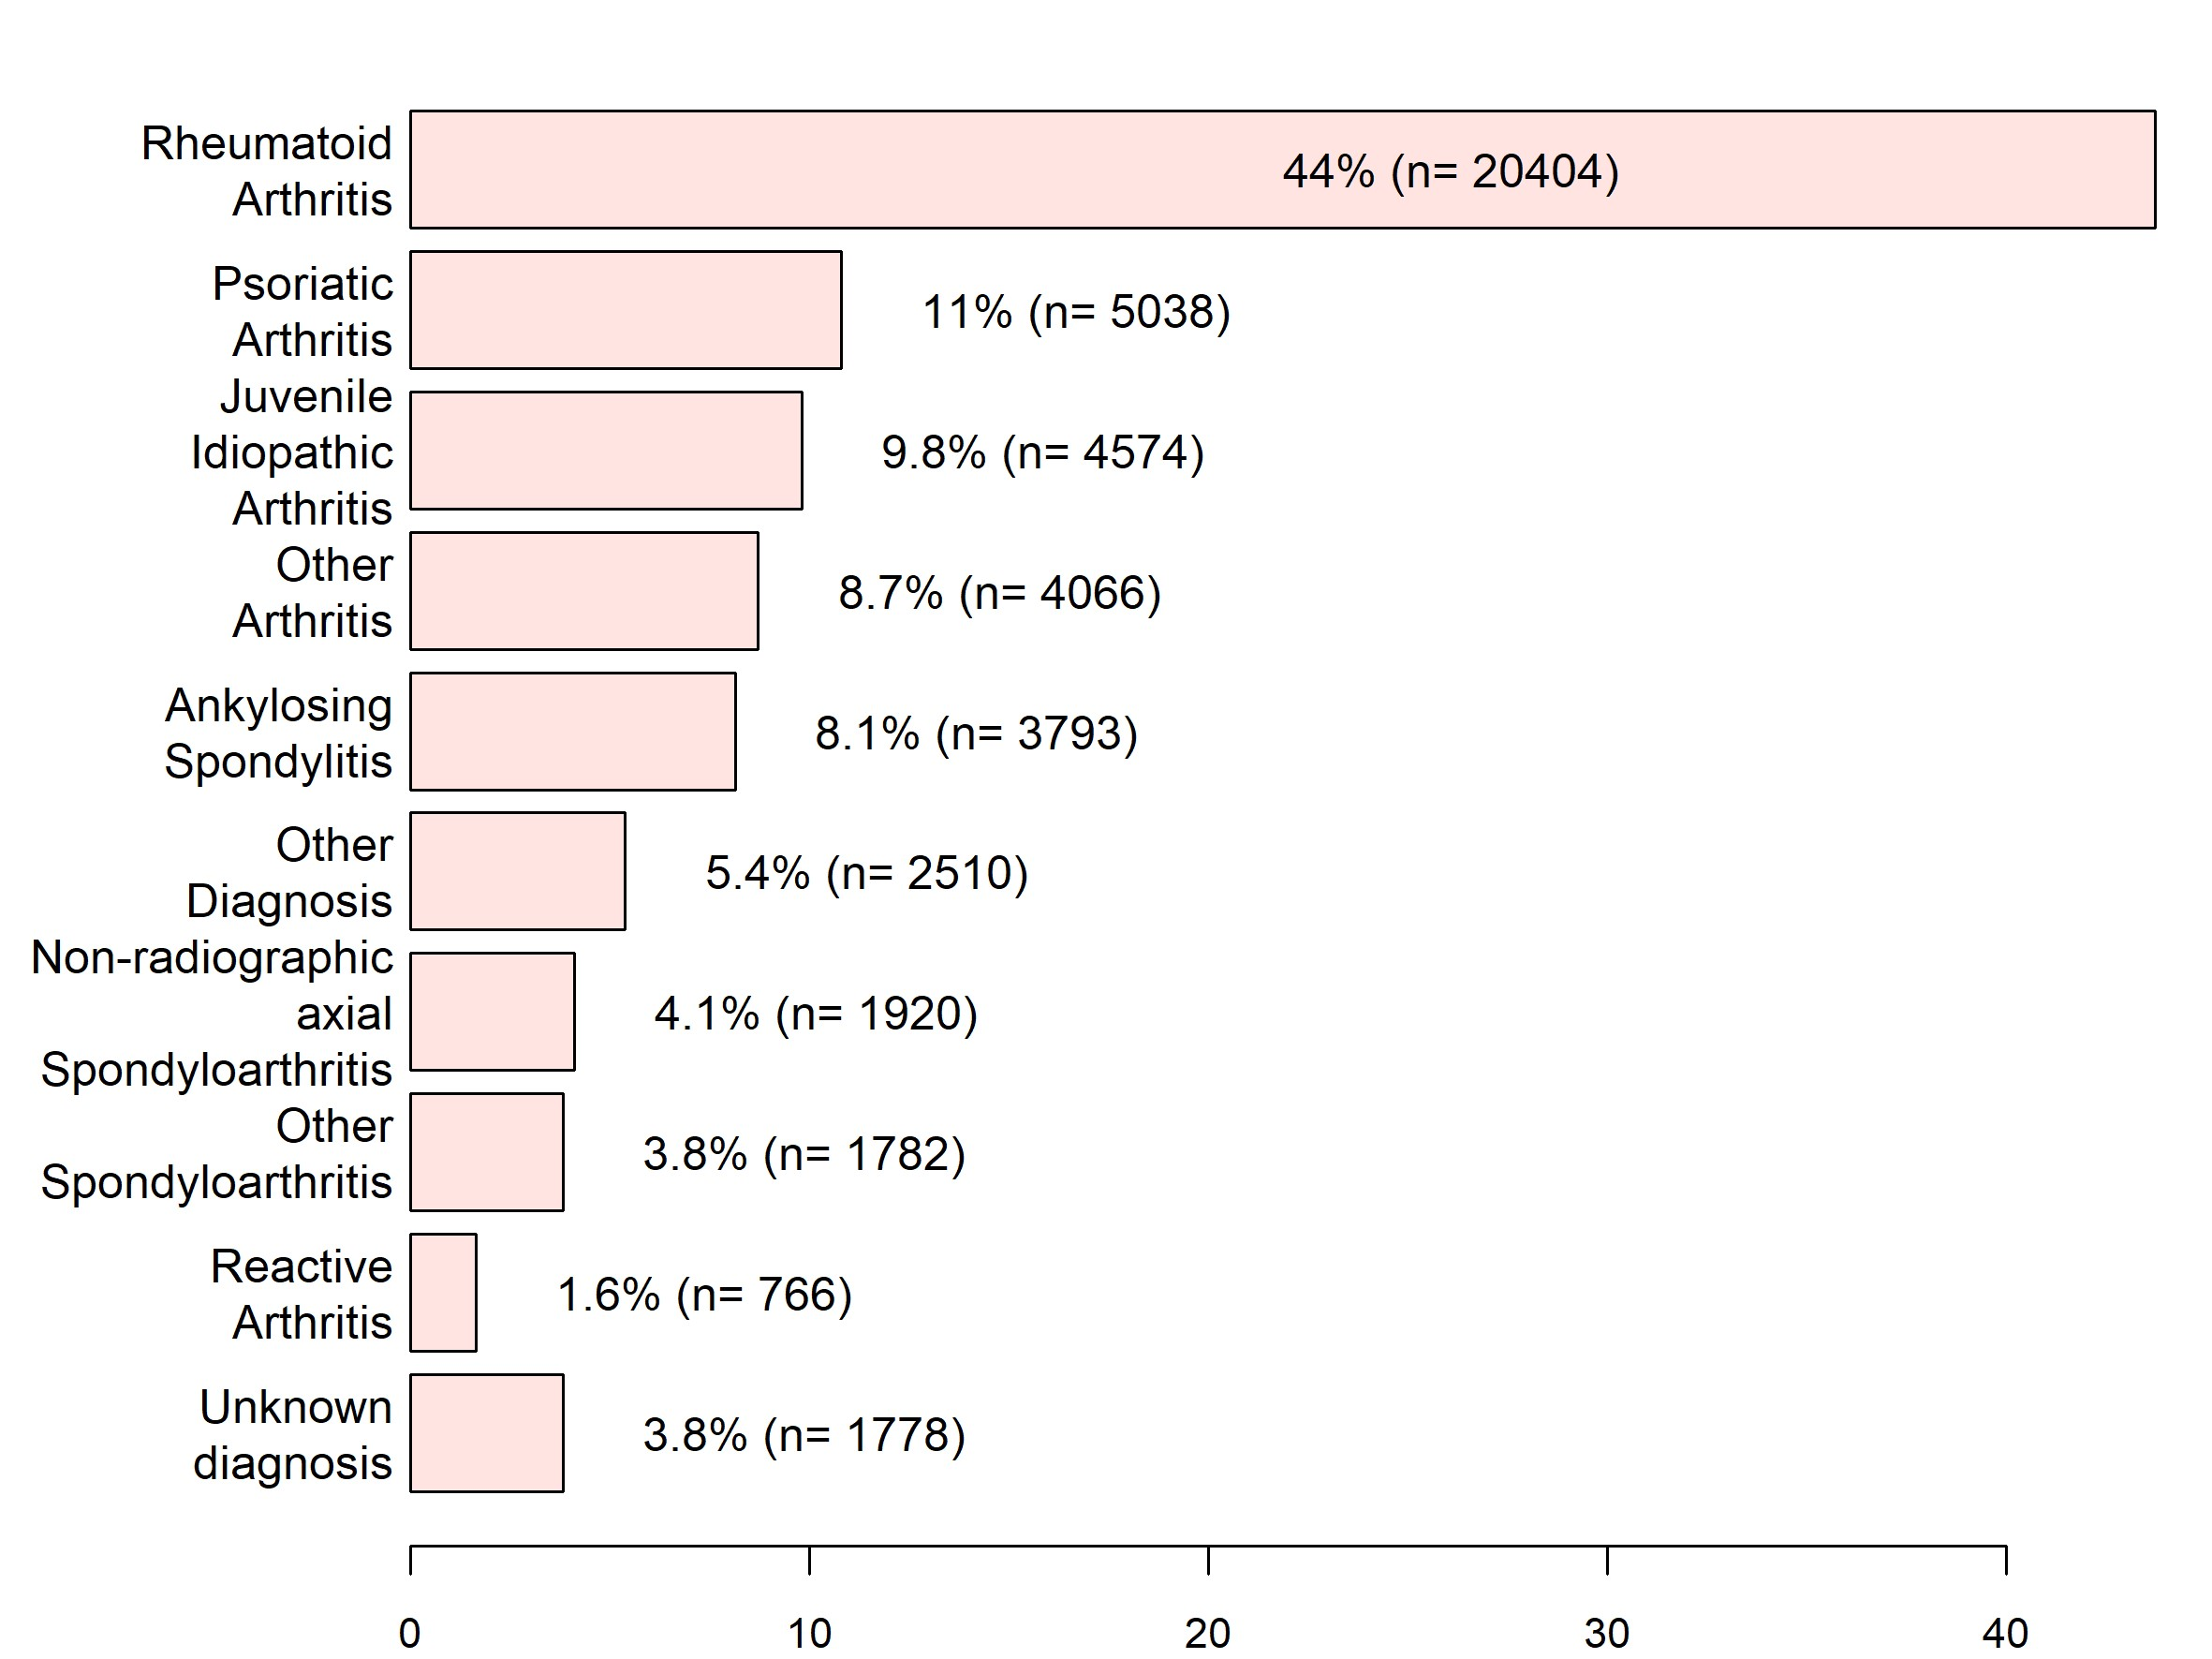 Rheumatoid
Arthritis
44% (n= 20404)
Psoriatic
Arthritis
11% (n= 5038)
Juvenile
Idiopathic
Arthritis
9.8% (n= 4574)
Other
Arthritis
8.7% (n= 4066)
Ankylosing
Spondylitis
8.1% (n= 3793)
Other
Diagnosis
5.4% (n= 2510)
Non-radiographic
axial
Spondyloarthritis
4.1% (n= 1920)
Other
Spondyloarthritis
3.8% (n= 1782)
Reactive
Arthritis
1.6% (n= 766)
Unknown
diagnosis
3.8% (n= 1778)
0 10 20 30 40